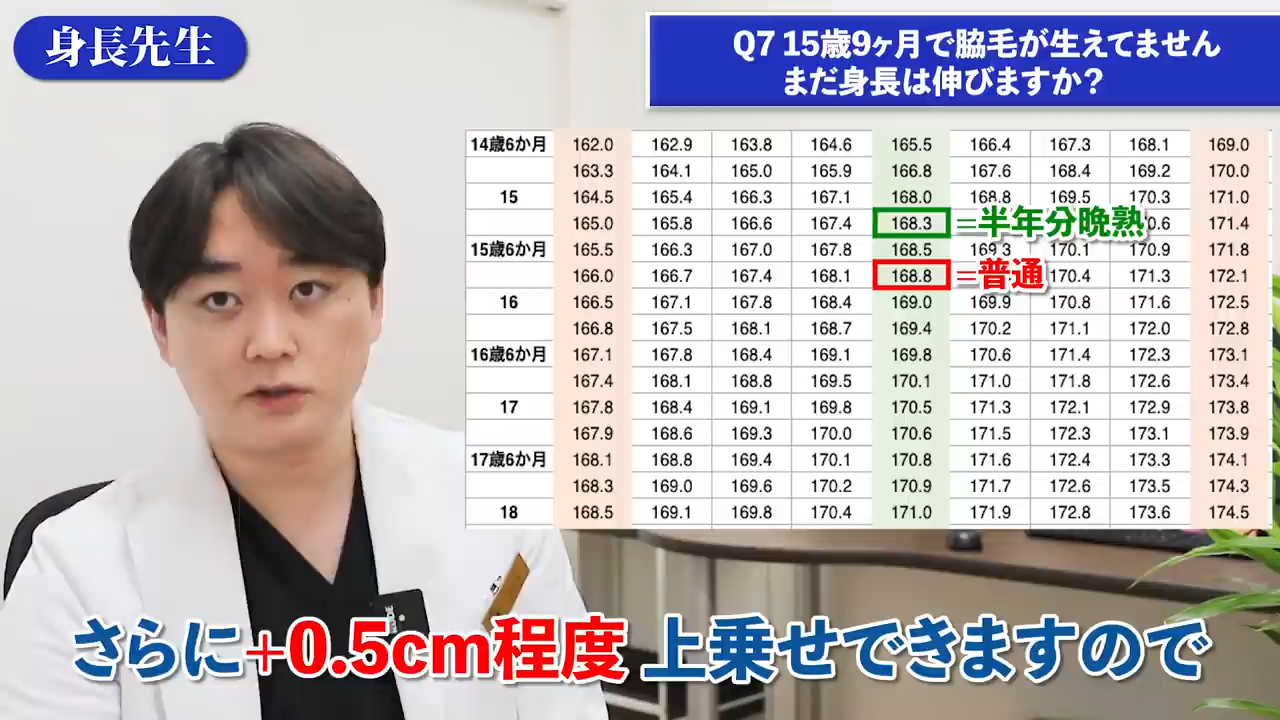 身長先生
Q7 15歳9ヶ月で脇毛が生えてません
まだ身長は伸びますか?
14歳6か月 162.0 162.9 163.8 164.6 165.5 166.4 167.3 168.1 169.0
163.3 164.1 165.0 165.9 166.8 167.6 168.4 169.2 170.0
15 164.5 165.4 166.3 167.1 168.0 168.8 169.5 170.3 171.0
165.0 165.8 166.6 167.4 168.3 =半年分晩熟 171.4
15歳6か月 165.5 166.3 167.0 167.8 168.5 169.3 170.1 170.9 171.8
166.0 166.7 167.4 168.1 168.8 =普通 170.4 171.3 172.1
16 166.5 167.1 167.8 168.4 169.0 169.9 170.8 171.6 172.5
166.8 167.5 168.1 168.7 169.4 170.2 171.1 172.0 172.8
16歳6か月 167.1 167.8 168.4 169.1 169.8 170.6 171.4 172.3 173.1
167.4 168.1 168.8 169.5 170.1 171.0 171.8 172.6 173.4
17 167.8 168.4 169.1 169.8 170.5 171.3 172.1 172.9 173.8
167.9 168.6 169.3 170.0 170.6 171.5 172.3 173.1 173.9
17歳6か月 168.1 168.8 169.4 170.1 170.8 171.6 172.4 173.3 174.1
168.3 169.0 169.6 170.2 170.9 171.7 172.6 173.5 174.3
18 168.5 169.1 169.8 170.4 171.0 171.9 172.8 173.6 174.5
さらに+0.5cm程度 上乗せできますので